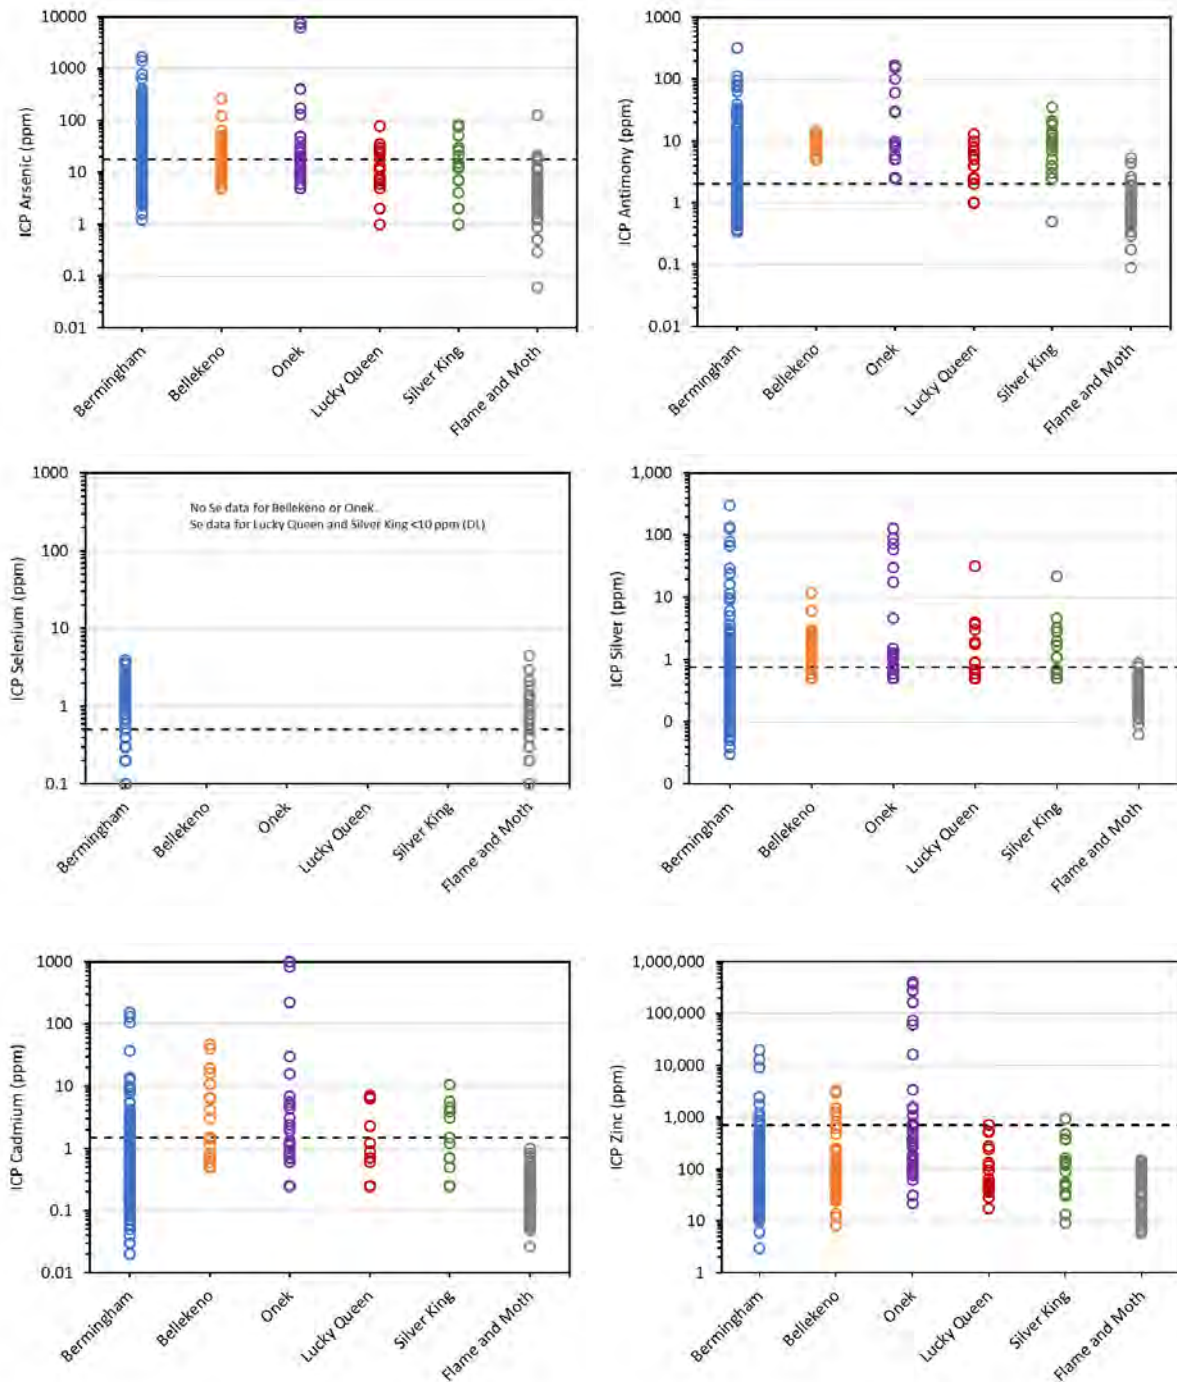 10000
1000
100
10
1
0.1
0.01
ICP Arsenic (ppm)
Bermingham
Bellekeno
Onek
Lucky Queen
Silver King
Flame and Moth
1000
100
10
1
0.1
0.01
ICP Antimony (ppm)
Bermingham
Bellekeno
Onek
Lucky Queen
Silver King
Flame and Moth
1000
100
10
1
0.1
ICP Selenium (ppm)
No Se data for Bellekeno or Onek.
Se data for Lucky Queen and Silver King <10 ppm (DL)
Bermingham
Bellekeno
Onek
Lucky Queen
Silver King
Flame and Moth
1,000
100
10
1
0
0
ICP Silver (ppm)
Bermingham
Bellekeno
Onek
Lucky Queen
Silver King
Flame and Moth
1000
100
10
1
0.1
0.01
ICP Cadmium (ppm)
Bermingham
Bellekeno
Onek
Lucky Queen
Silver King
Flame and Moth
1,000,000
100,000
10,000
1,000
100
10
1
ICP Zinc (ppm)
Bermingham
Bellekeno
Onek
Lucky Queen
Silver King
Flame and Moth